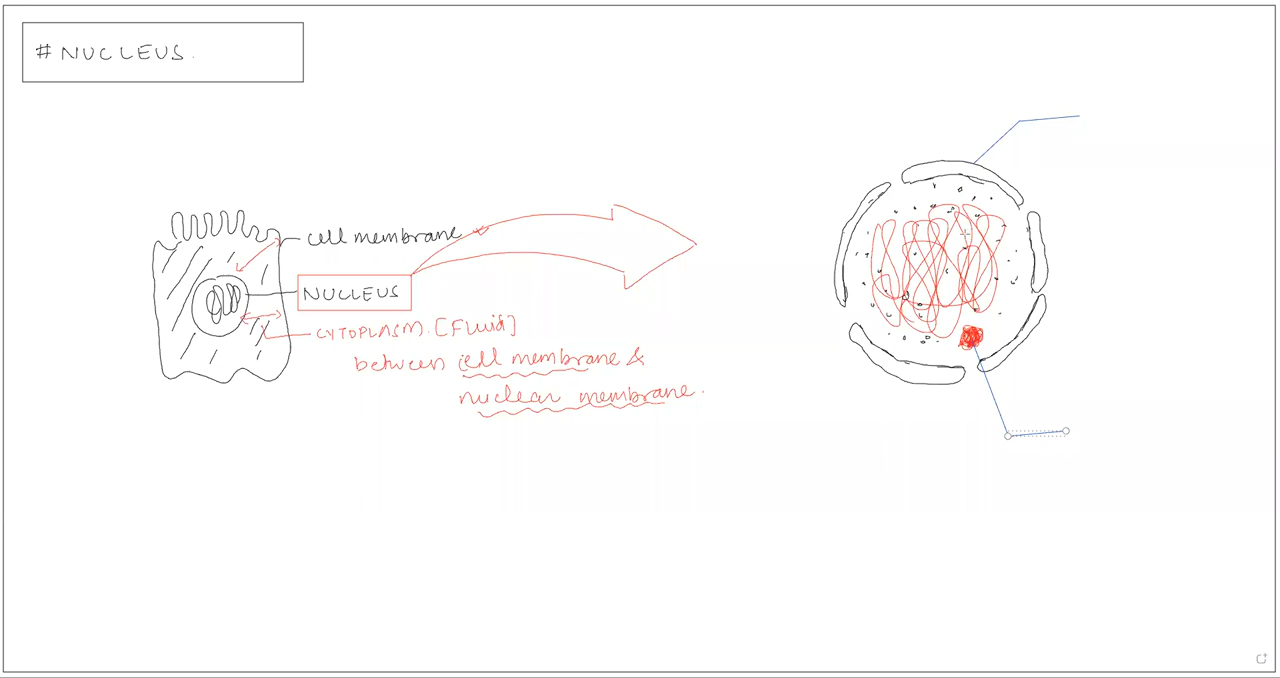 # NUCLEUS.
cell membrane
NUCLEUS
CYTOPLASM. [Fluid]
between cell membrane &
nuclear membrane.